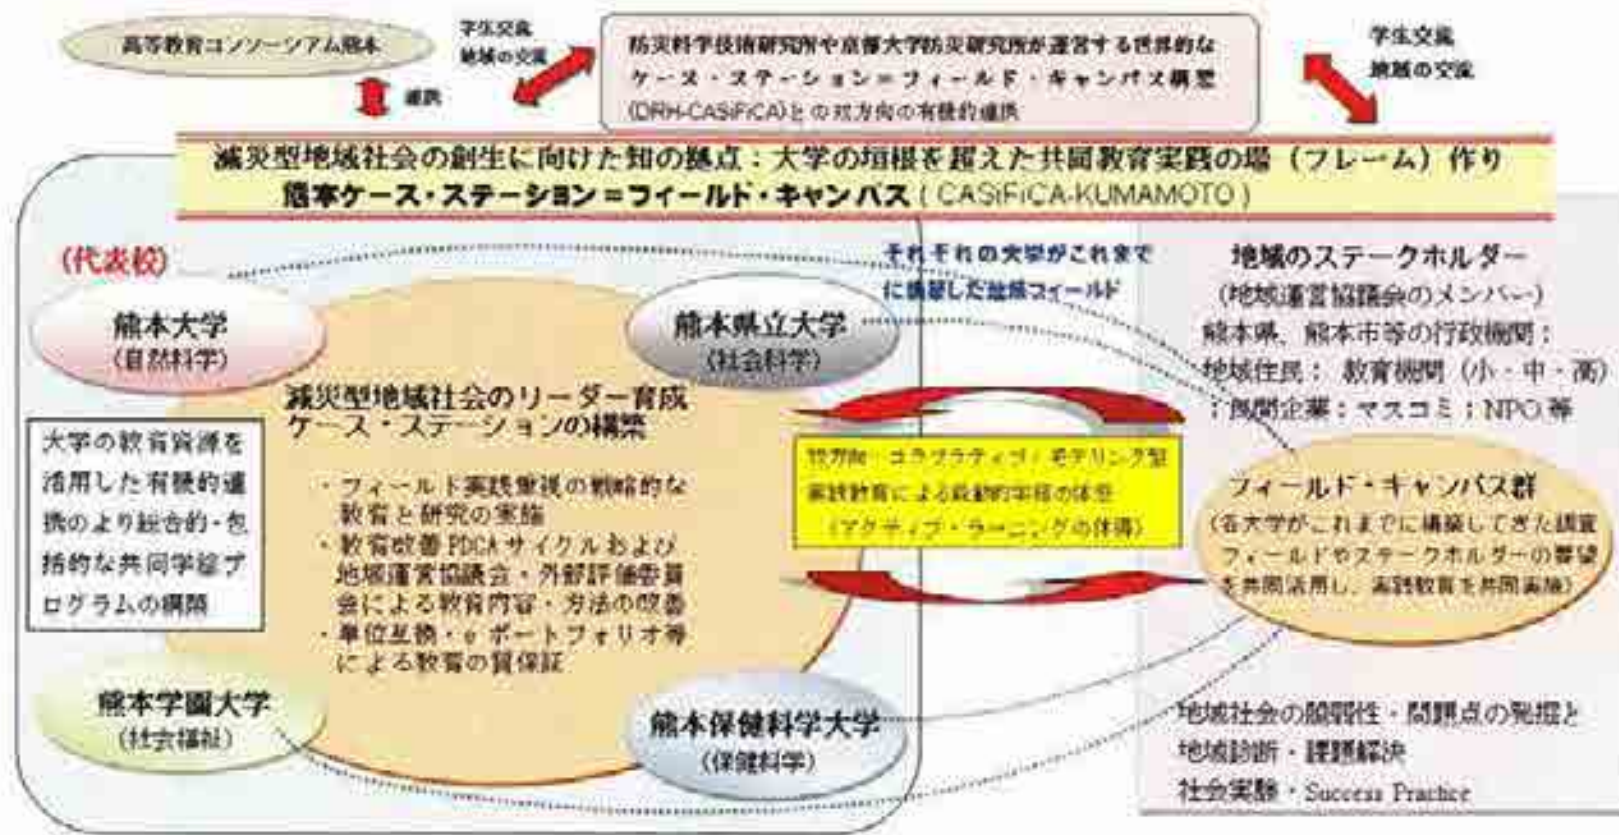 高等教育コンソーシアム熊本
学生交流
地域の交流
連携
防災科学技術研究所や京都大学防災研究所が運営する世界的な
ケース・ステーション＝フィールド・キャンパス構想
(DRH-CASiFiCA)との双方向の有機的連携
学生交流
地域の交流
減災型地域社会の創生に向けた知の拠点：大学の垣根を超えた共同教育実践の場（フレーム）作り
熊本ケース・ステーション＝フィールド・キャンパス（CASiFiCA-KUMAMOTO）
(代表校)
熊本大学
(自然科学)
熊本県立大学
(社会科学)
それぞれの大学がこれまで
に構築した地域フィールド
減災型地域社会のリーダー育成
ケース・ステーションの構築
・フィールド実践重視の戦略的な
教育と研究の実施
・教育改善PDCAサイクルおよび
地域運営協議会・外部評価委員
会による教育内容・方法の改善
・単位互換・eポートフォリオ等
による教育の質保証
大学の教育資源を
活用した有機的連
携のより総合的・包
括的な共同学際プ
ログラムの構築
熊本学園大学
(社会福祉)
熊本保健科学大学
(保健科学)
双方向・コラブラティブ・モデリング型
実践教育による能動的学修の体感
（アクティブ・ラーニングの体得）
地域のステークホルダー
(地域運営協議会のメンバー)
熊本県、熊本市等の行政機関；
地域住民； 教育機関（小・中・高）
；民間企業；マスコミ；NPO等
フィールド・キャンパス群
(各大学がこれまでに構築してきた調査
フィールドやステークホルダーの要望
を共同活用し、実践教育を共同実施)
地域社会の脆弱性・問題点の発掘と
地域診断・課題解決
社会実験・Success Practice